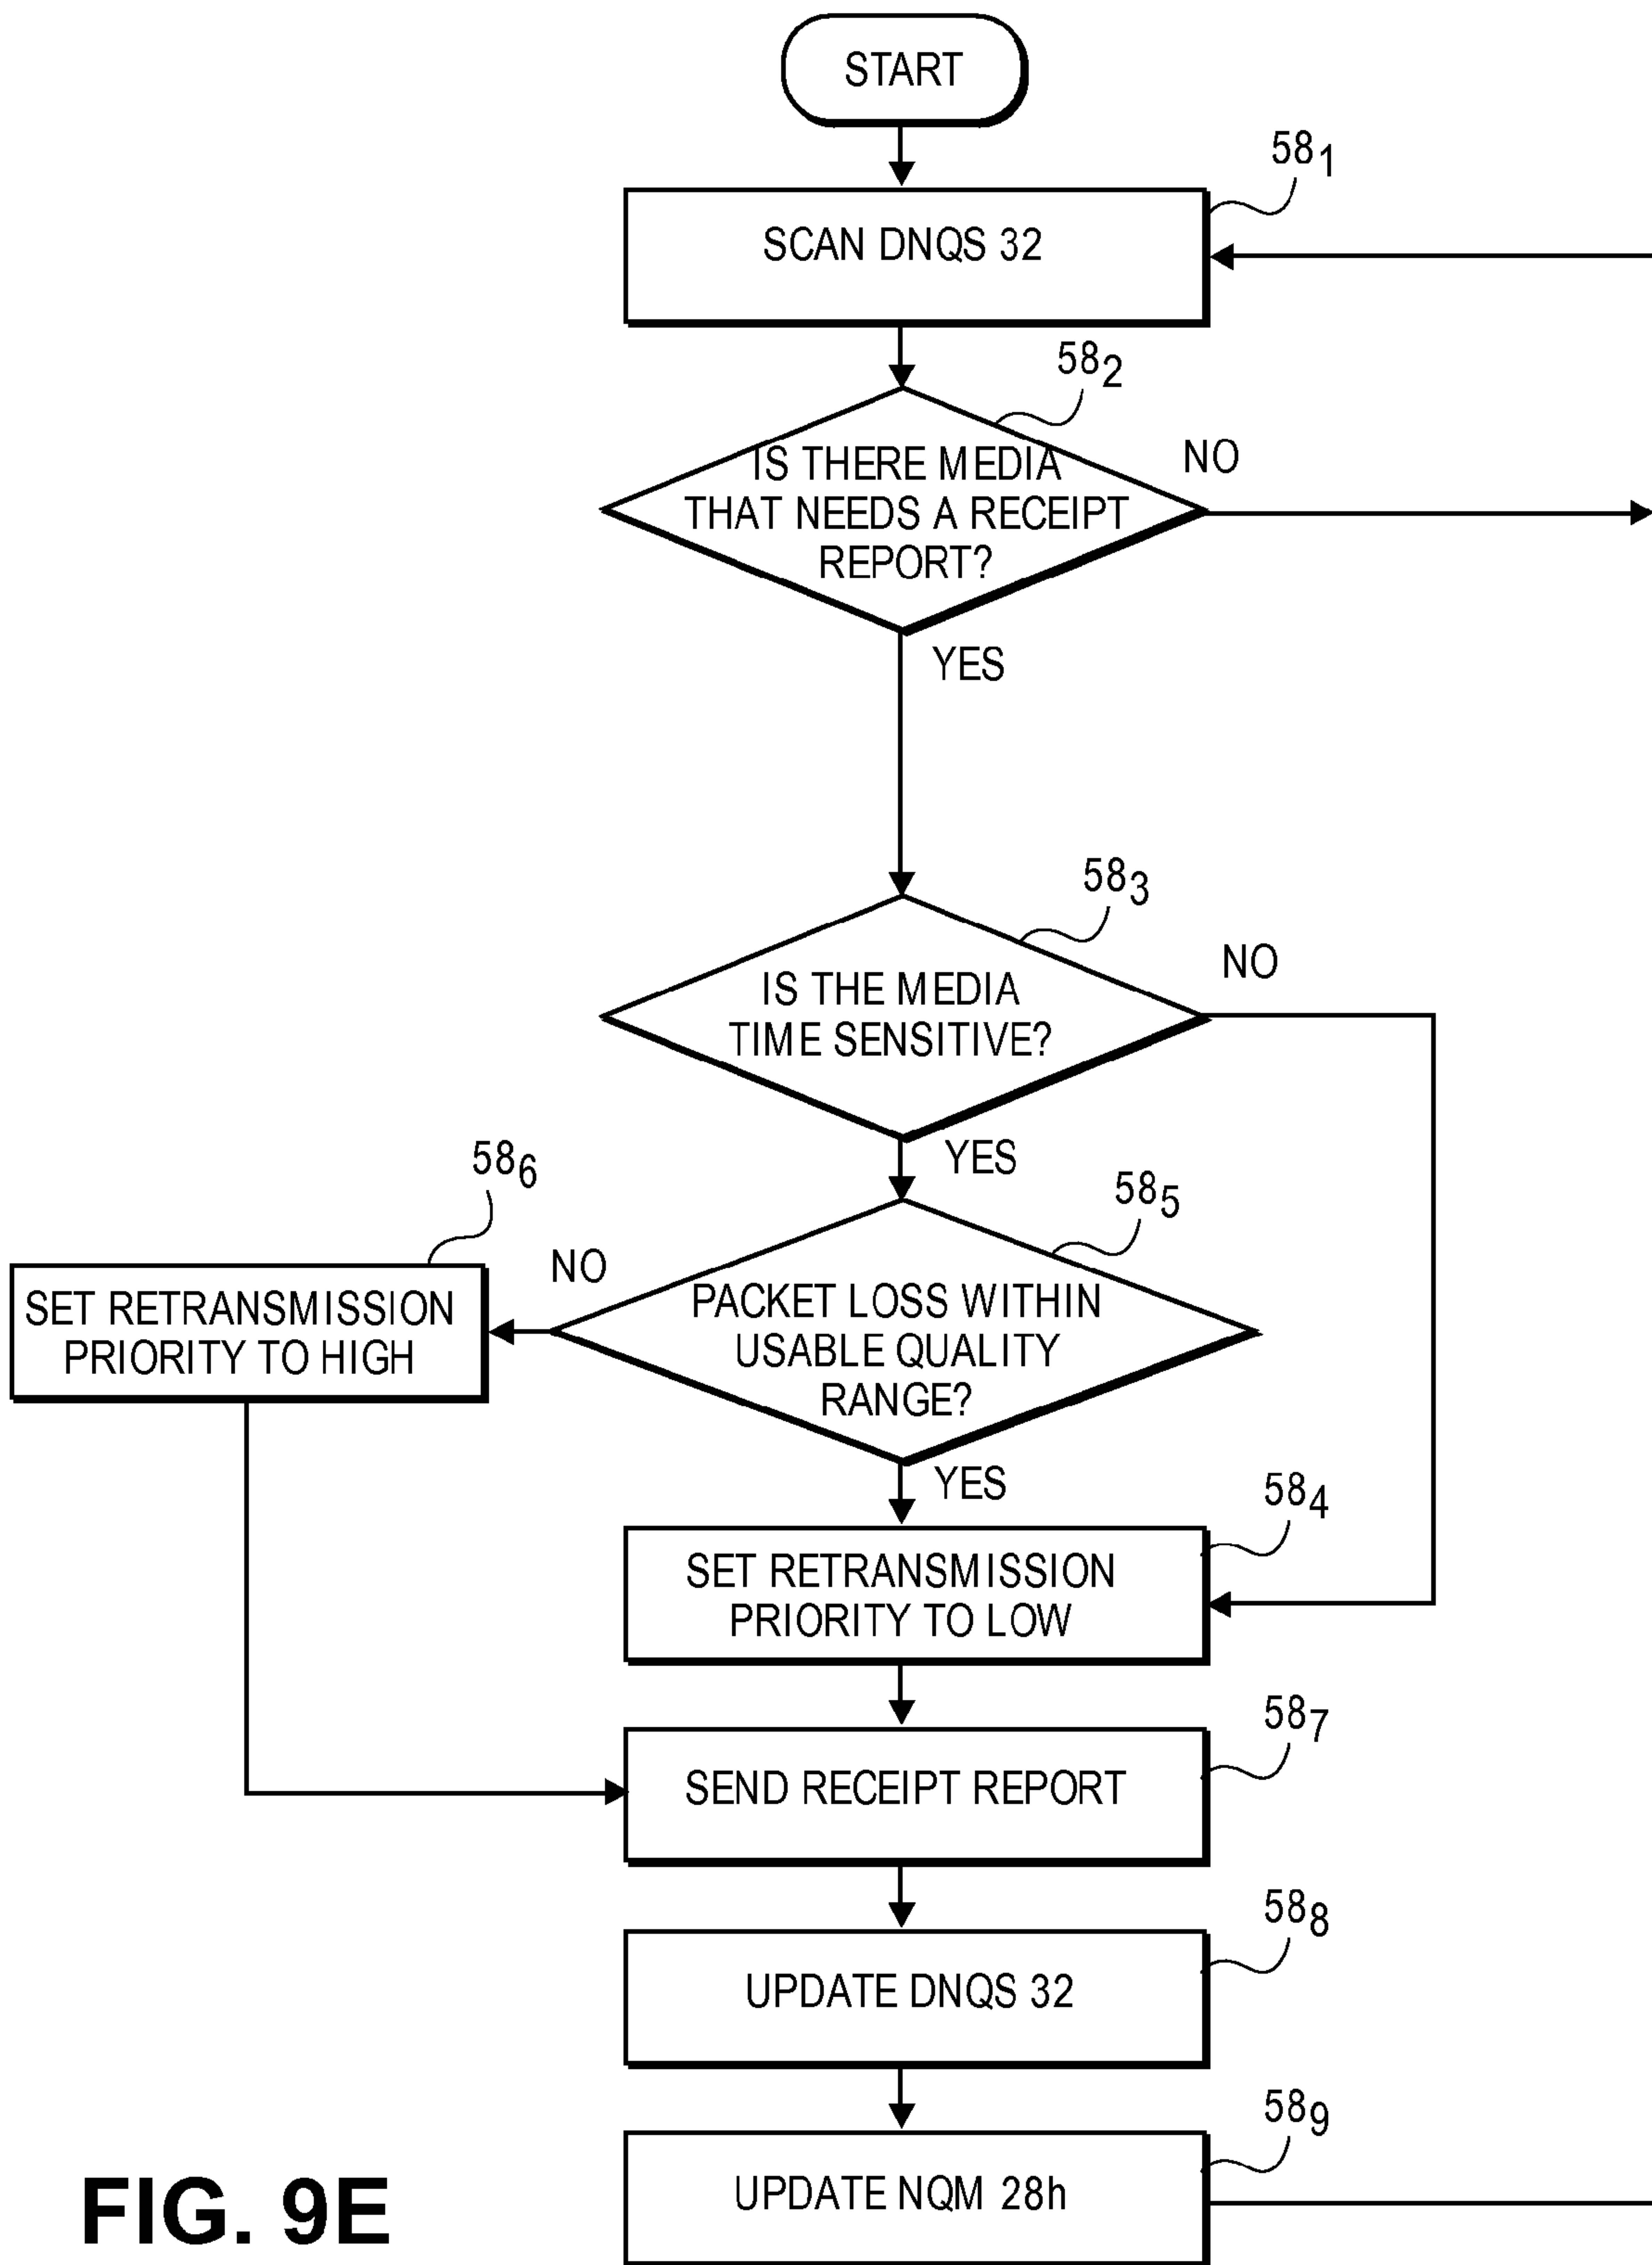 START
58₁
SCAN DNQS 32
58₂
IS THERE MEDIA
THAT NEEDS A RECEIPT
REPORT?
NO
YES
58₃
IS THE MEDIA
TIME SENSITIVE?
NO
YES
58₆
58₅
SET RETRANSMISSION
PRIORITY TO HIGH
NO
PACKET LOSS WITHIN
USABLE QUALITY
RANGE?
YES
58₄
SET RETRANSMISSION
PRIORITY TO LOW
58₇
SEND RECEIPT REPORT
58₈
UPDATE DNQS 32
58₉
UPDATE NQM 28h
FIG. 9E